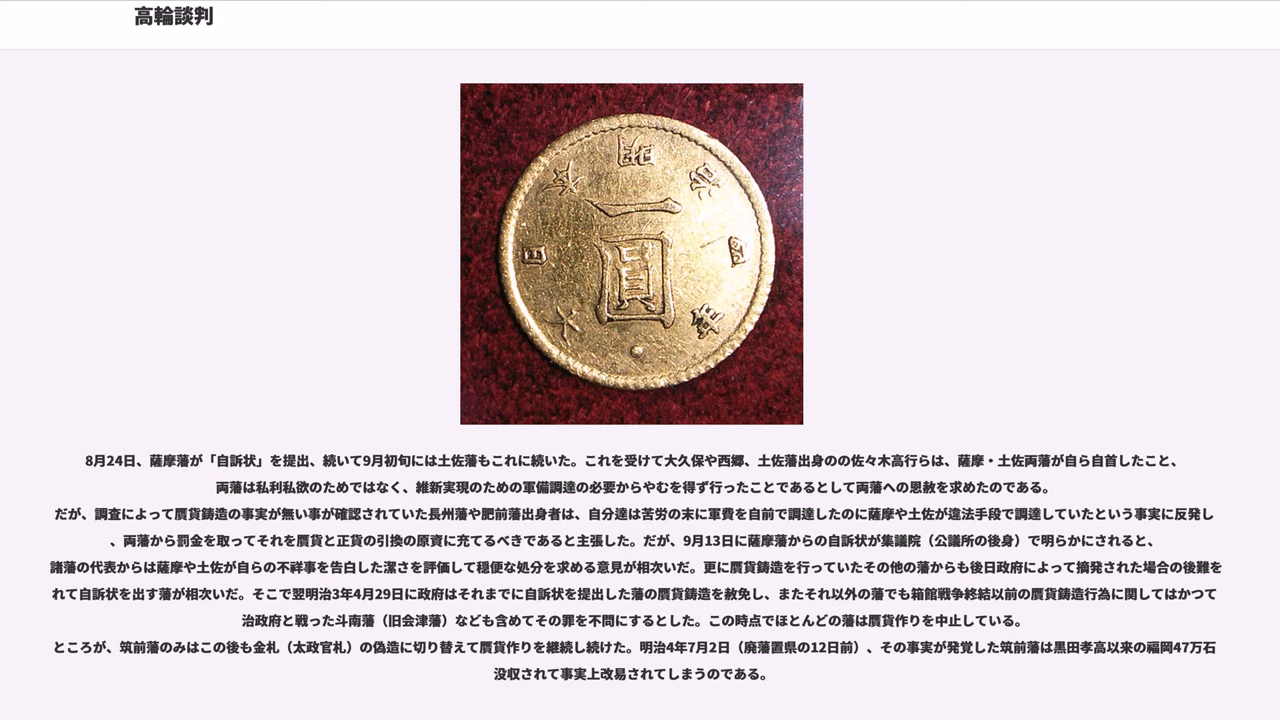 高輪談判
明治四年
大日本
一圓
8月24日、薩摩藩が「自訴状」を提出、続いて9月初旬には土佐藩もこれに続いた。これを受けて大久保や西郷、土佐藩出身のの佐々木高行らは、薩摩・土佐両藩が自ら自首したこと、
両藩は私利私欲のためではなく、維新実現のための軍備調達の必要からやむを得ず行ったことであるとして両藩への恩赦を求めたのである。
だが、調査によって贋貨鋳造の事実が無い事が確認されていた長州藩や肥前藩出身者は、自分達は苦労の末に軍費を自前で調達したのに薩摩や土佐が違法手段で調達していたという事実に反発し
、両藩から罰金を取ってそれを贋貨と正貨の引換の原資に充てるべきであると主張した。だが、9月13日に薩摩藩からの自訴状が集議院（公議所の後身）で明らかにされると、
諸藩の代表からは薩摩や土佐が自らの不祥事を告白した潔さを評価して穏便な処分を求める意見が相次いだ。更に贋貨鋳造を行っていたその他の藩からも後日政府によって摘発された場合の後難を
れて自訴状を出す藩が相次いだ。そこで翌明治3年4月29日に政府はそれまでに自訴状を提出した藩の贋貨鋳造を赦免し、またそれ以外の藩でも箱館戦争終結以前の贋貨鋳造行為に関してはかつて
治政府と戦った斗南藩（旧会津藩）なども含めてその罪を不問にするとした。この時点でほとんどの藩は贋貨作りを中止している。
ところが、筑前藩のみはこの後も金札（太政官札）の偽造に切り替えて贋貨作りを継続し続けた。明治4年7月2日（廃藩置県の12日前）、その事実が発覚した筑前藩は黒田孝高以来の福岡47万石
没収されて事実上改易されてしまうのである。